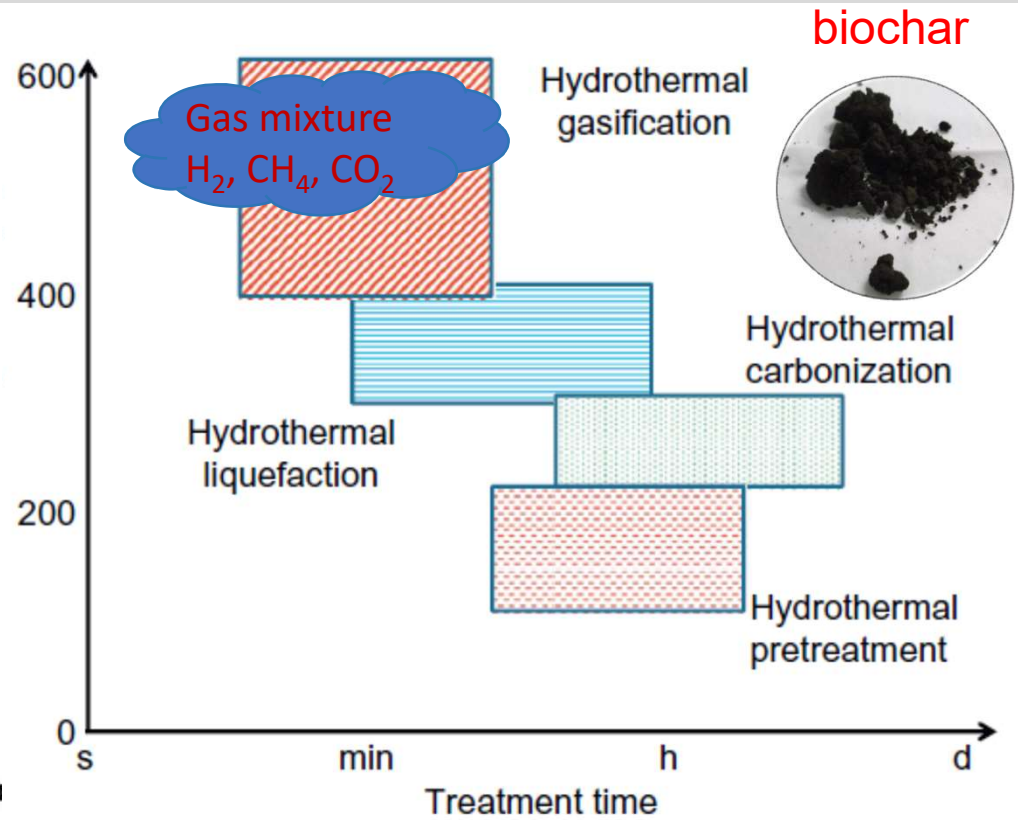 biochar
600
Hydrothermal
gasification
Gas mixture
H₂, CH₄, CO₂
400
Hydrothermal
carbonization
Hydrothermal
liquefaction
200
Hydrothermal
pretreatment
0
s min h d
Treatment time